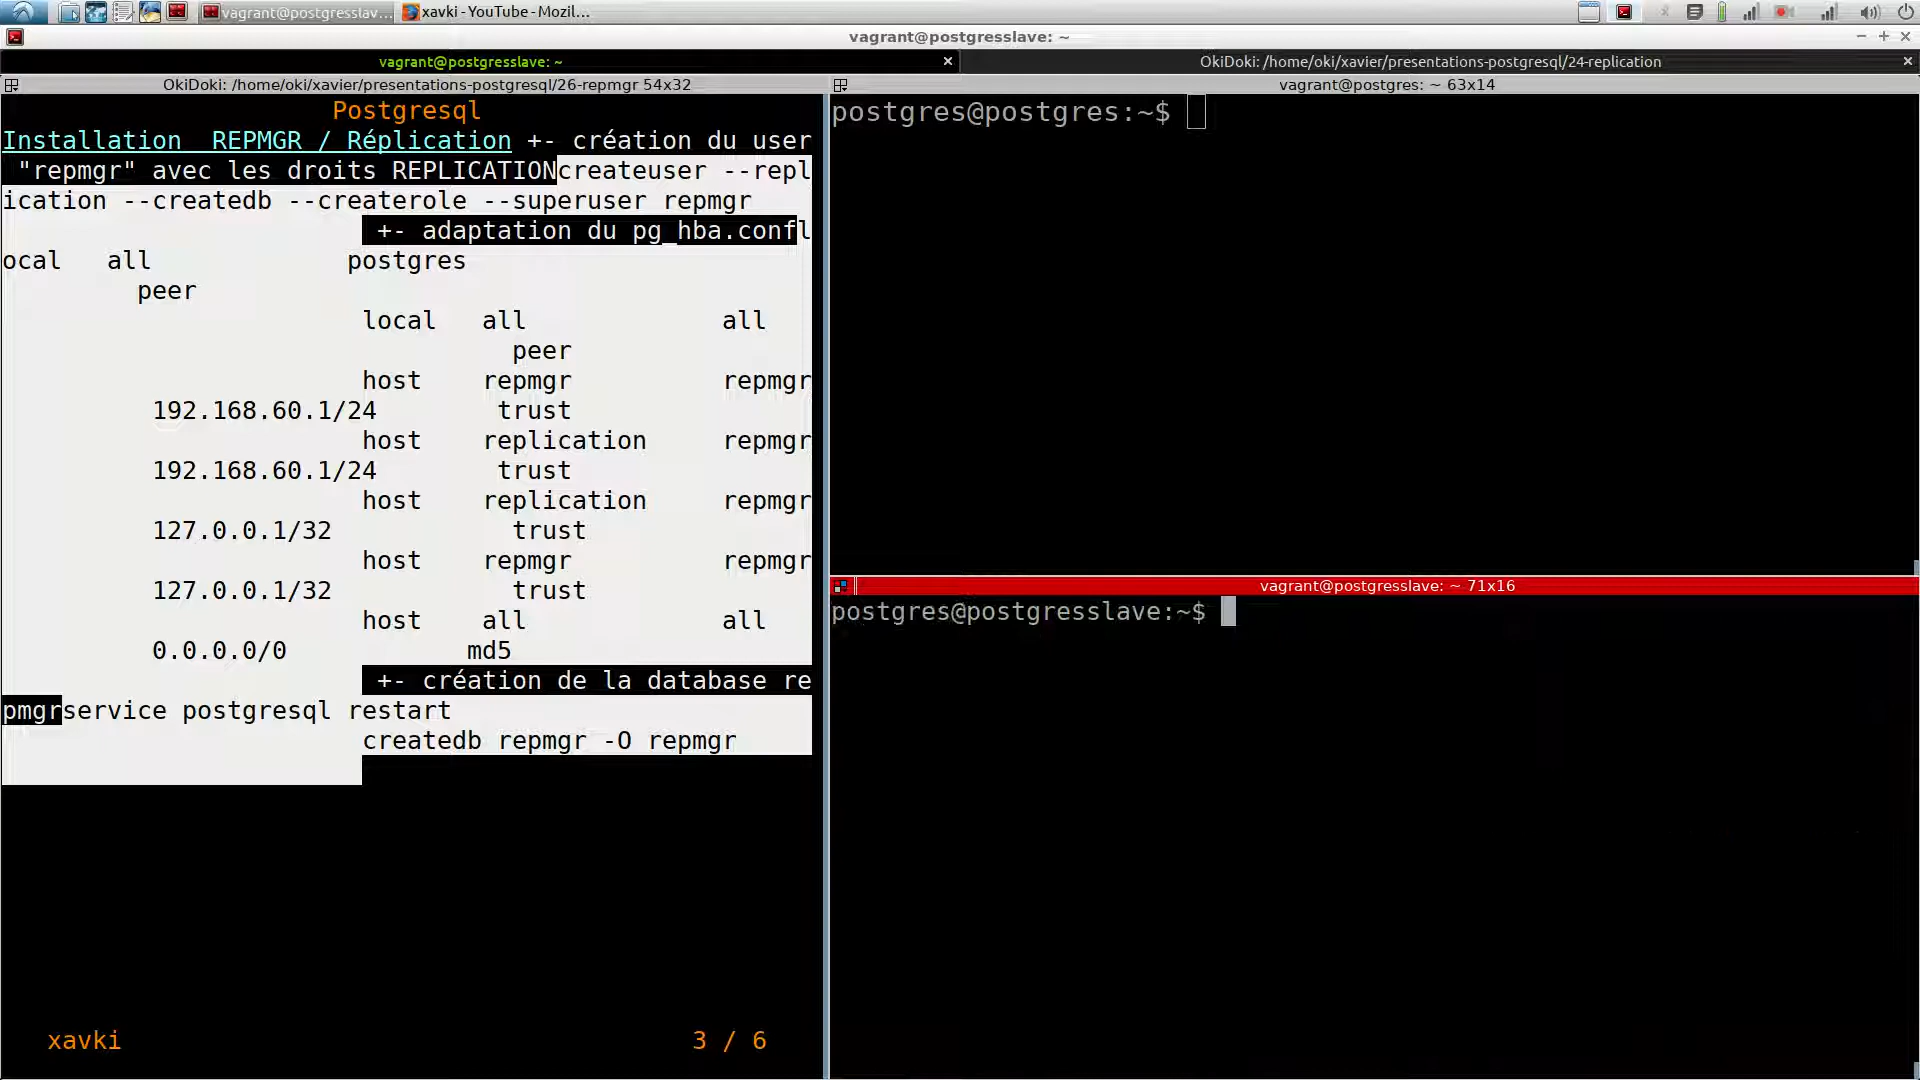 vagrant@postgresslav...
xavki - YouTube - Mozil...
vagrant@postgresslave: ~
vagrant@postgresslave: ~
OkiDoki: /home/oki/xavier/presentations-postgresql/24-replication
OkiDoki: /home/oki/xavier/presentations-postgresql/26-repmgr 54x32
Postgresql
Installation  REPMGR / Réplication +- création du user
"repmgr" avec les droits REPLICATIONcreateuser --repl
ication --createdb --createrole --superuser repmgr
+- adaptation du pg_hba.confl
ocal   all             postgres
peer
local   all             all
peer
host    repmgr          repmgr
192.168.60.1/24        trust
host    replication     repmgr
192.168.60.1/24        trust
host    replication     repmgr
127.0.0.1/32            trust
host    repmgr          repmgr
127.0.0.1/32            trust
host    all             all
0.0.0.0/0            md5
+- création de la database re
pmgrservice postgresql restart
createdb repmgr -O repmgr
xavki
3 / 6
vagrant@postgres: ~ 63x14
postgres@postgres:~$
vagrant@postgresslave: ~ 71x16
postgres@postgresslave:~$